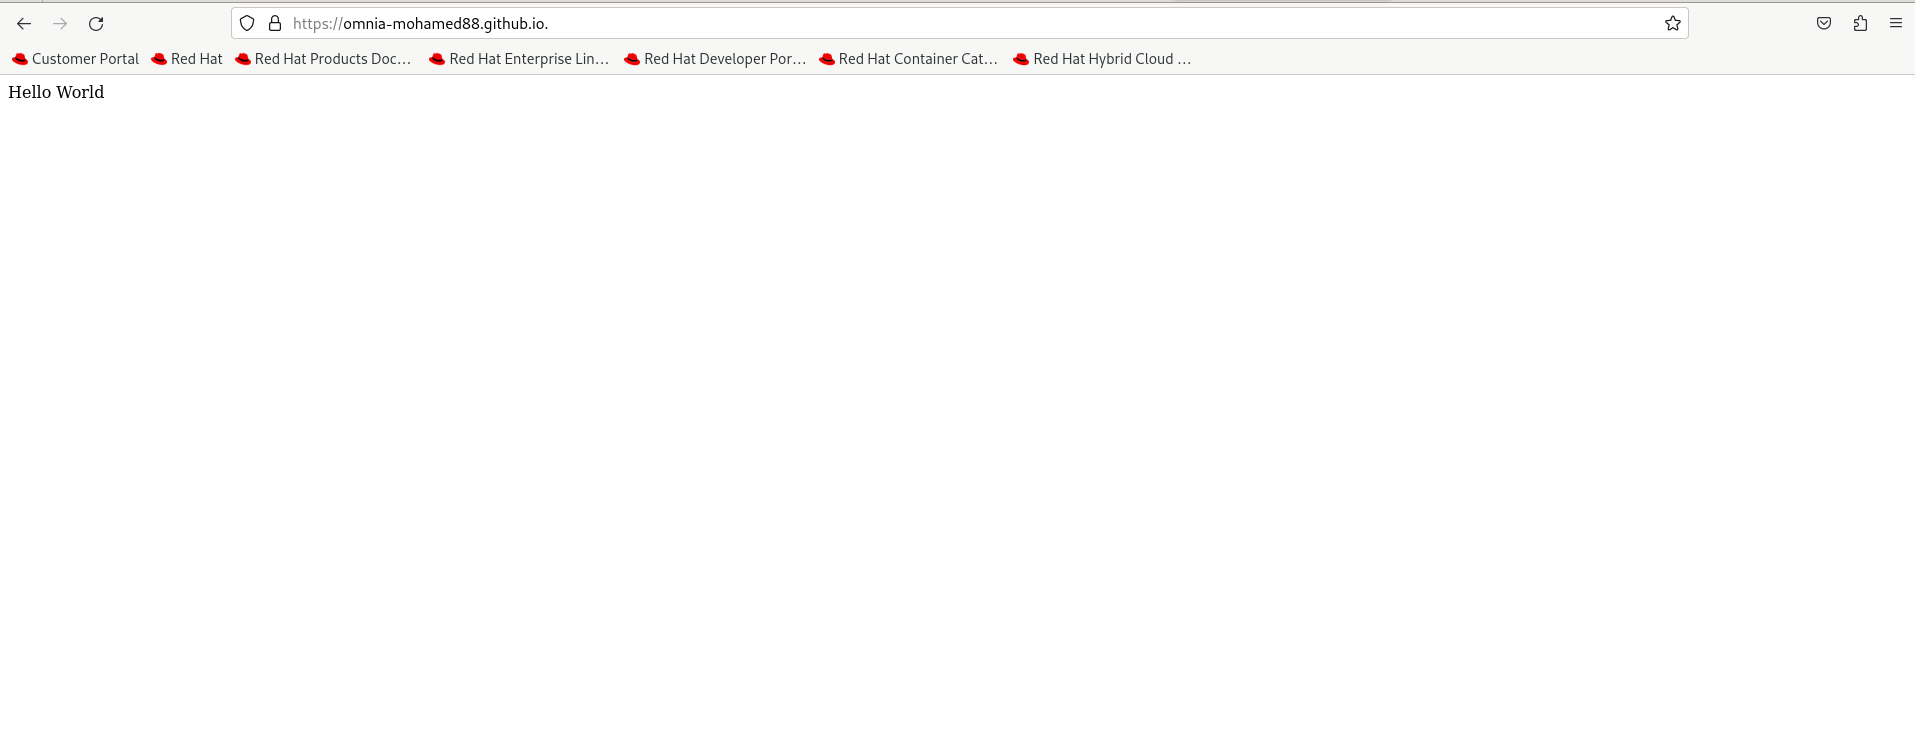 https://omnia-mohamed88.github.io.
Customer Portal Red Hat Red Hat Products Doc… Red Hat Enterprise Lin… Red Hat Developer Por… Red Hat Container Cat… Red Hat Hybrid Cloud …
Hello World